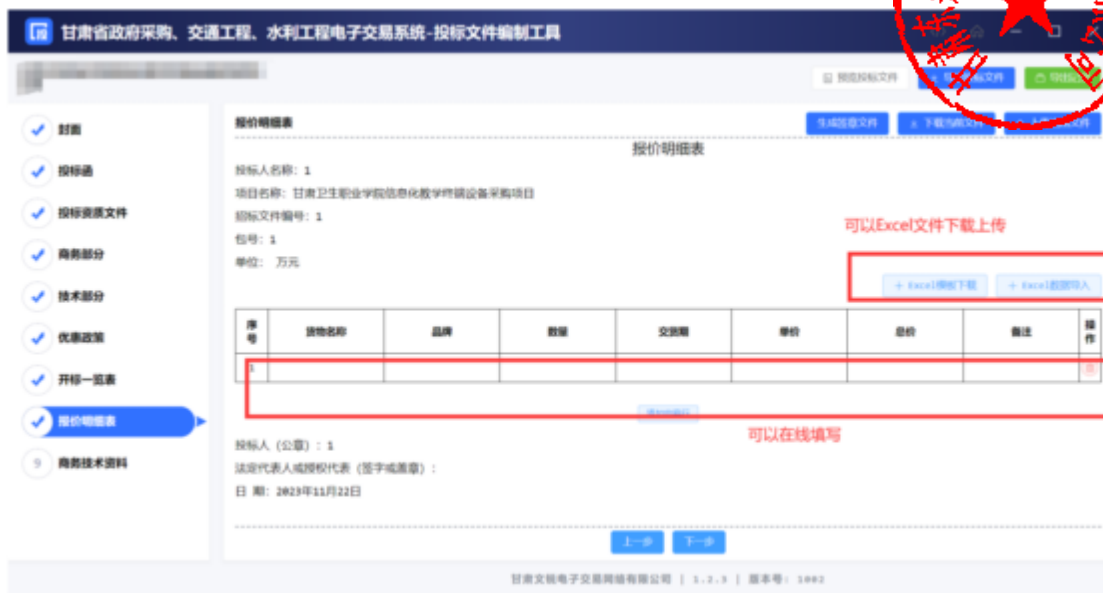 甘肃省政府采购、交通工程、水利工程电子交易系统-投标文件编制工具
预览投标文件
封面
投标函
投标资质文件
商务部分
技术部分
优惠政策
开标一览表
报价明细表
9 商务技术资料
报价明细表
生成签章文件
报价明细表
投标人名称：1
项目名称：甘肃卫生职业学院信息化教学终端设备采购项目
招标文件编号：1
包号：1
单位： 万元
可以Excel文件下载上传
+ Excel模板下载 + Excel数据导入
序号 货物名称 品牌 数量 交货期 单价 总价 备注 操作
1
可以在线填写
投标人（公章）：1
法定代表人或授权代表（签字或盖章）：
日 期：2023年11月22日
上一步 下一步
甘肃文锐电子交易网络有限公司 | 1.2.3 | 版本号：1002